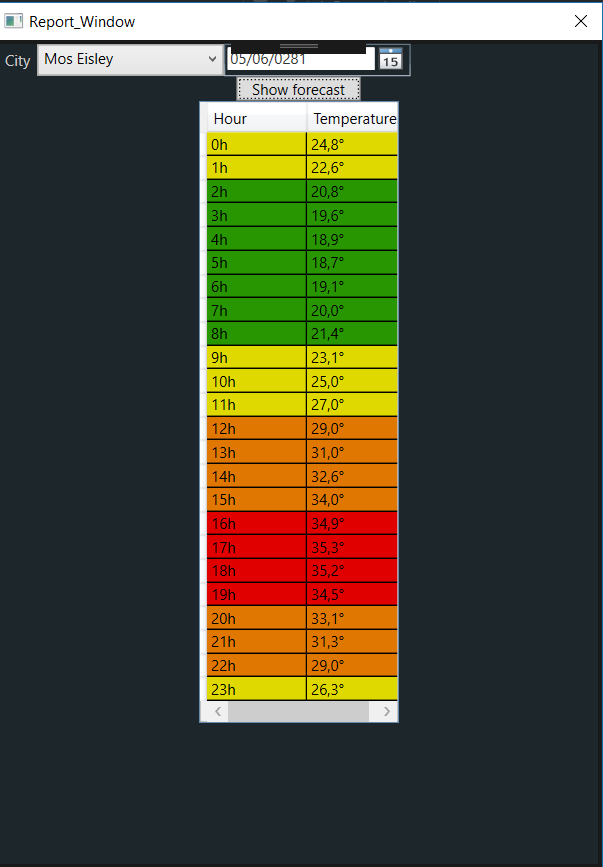 Report_Window
City Mos Eisley 05/06/0281 15
Show forecast
Hour Temperature
0h 24,8°
1h 22,6°
2h 20,8°
3h 19,6°
4h 18,9°
5h 18,7°
6h 19,1°
7h 20,0°
8h 21,4°
9h 23,1°
10h 25,0°
11h 27,0°
12h 29,0°
13h 31,0°
14h 32,6°
15h 34,0°
16h 34,9°
17h 35,3°
18h 35,2°
19h 34,5°
20h 33,1°
21h 31,3°
22h 29,0°
23h 26,3°